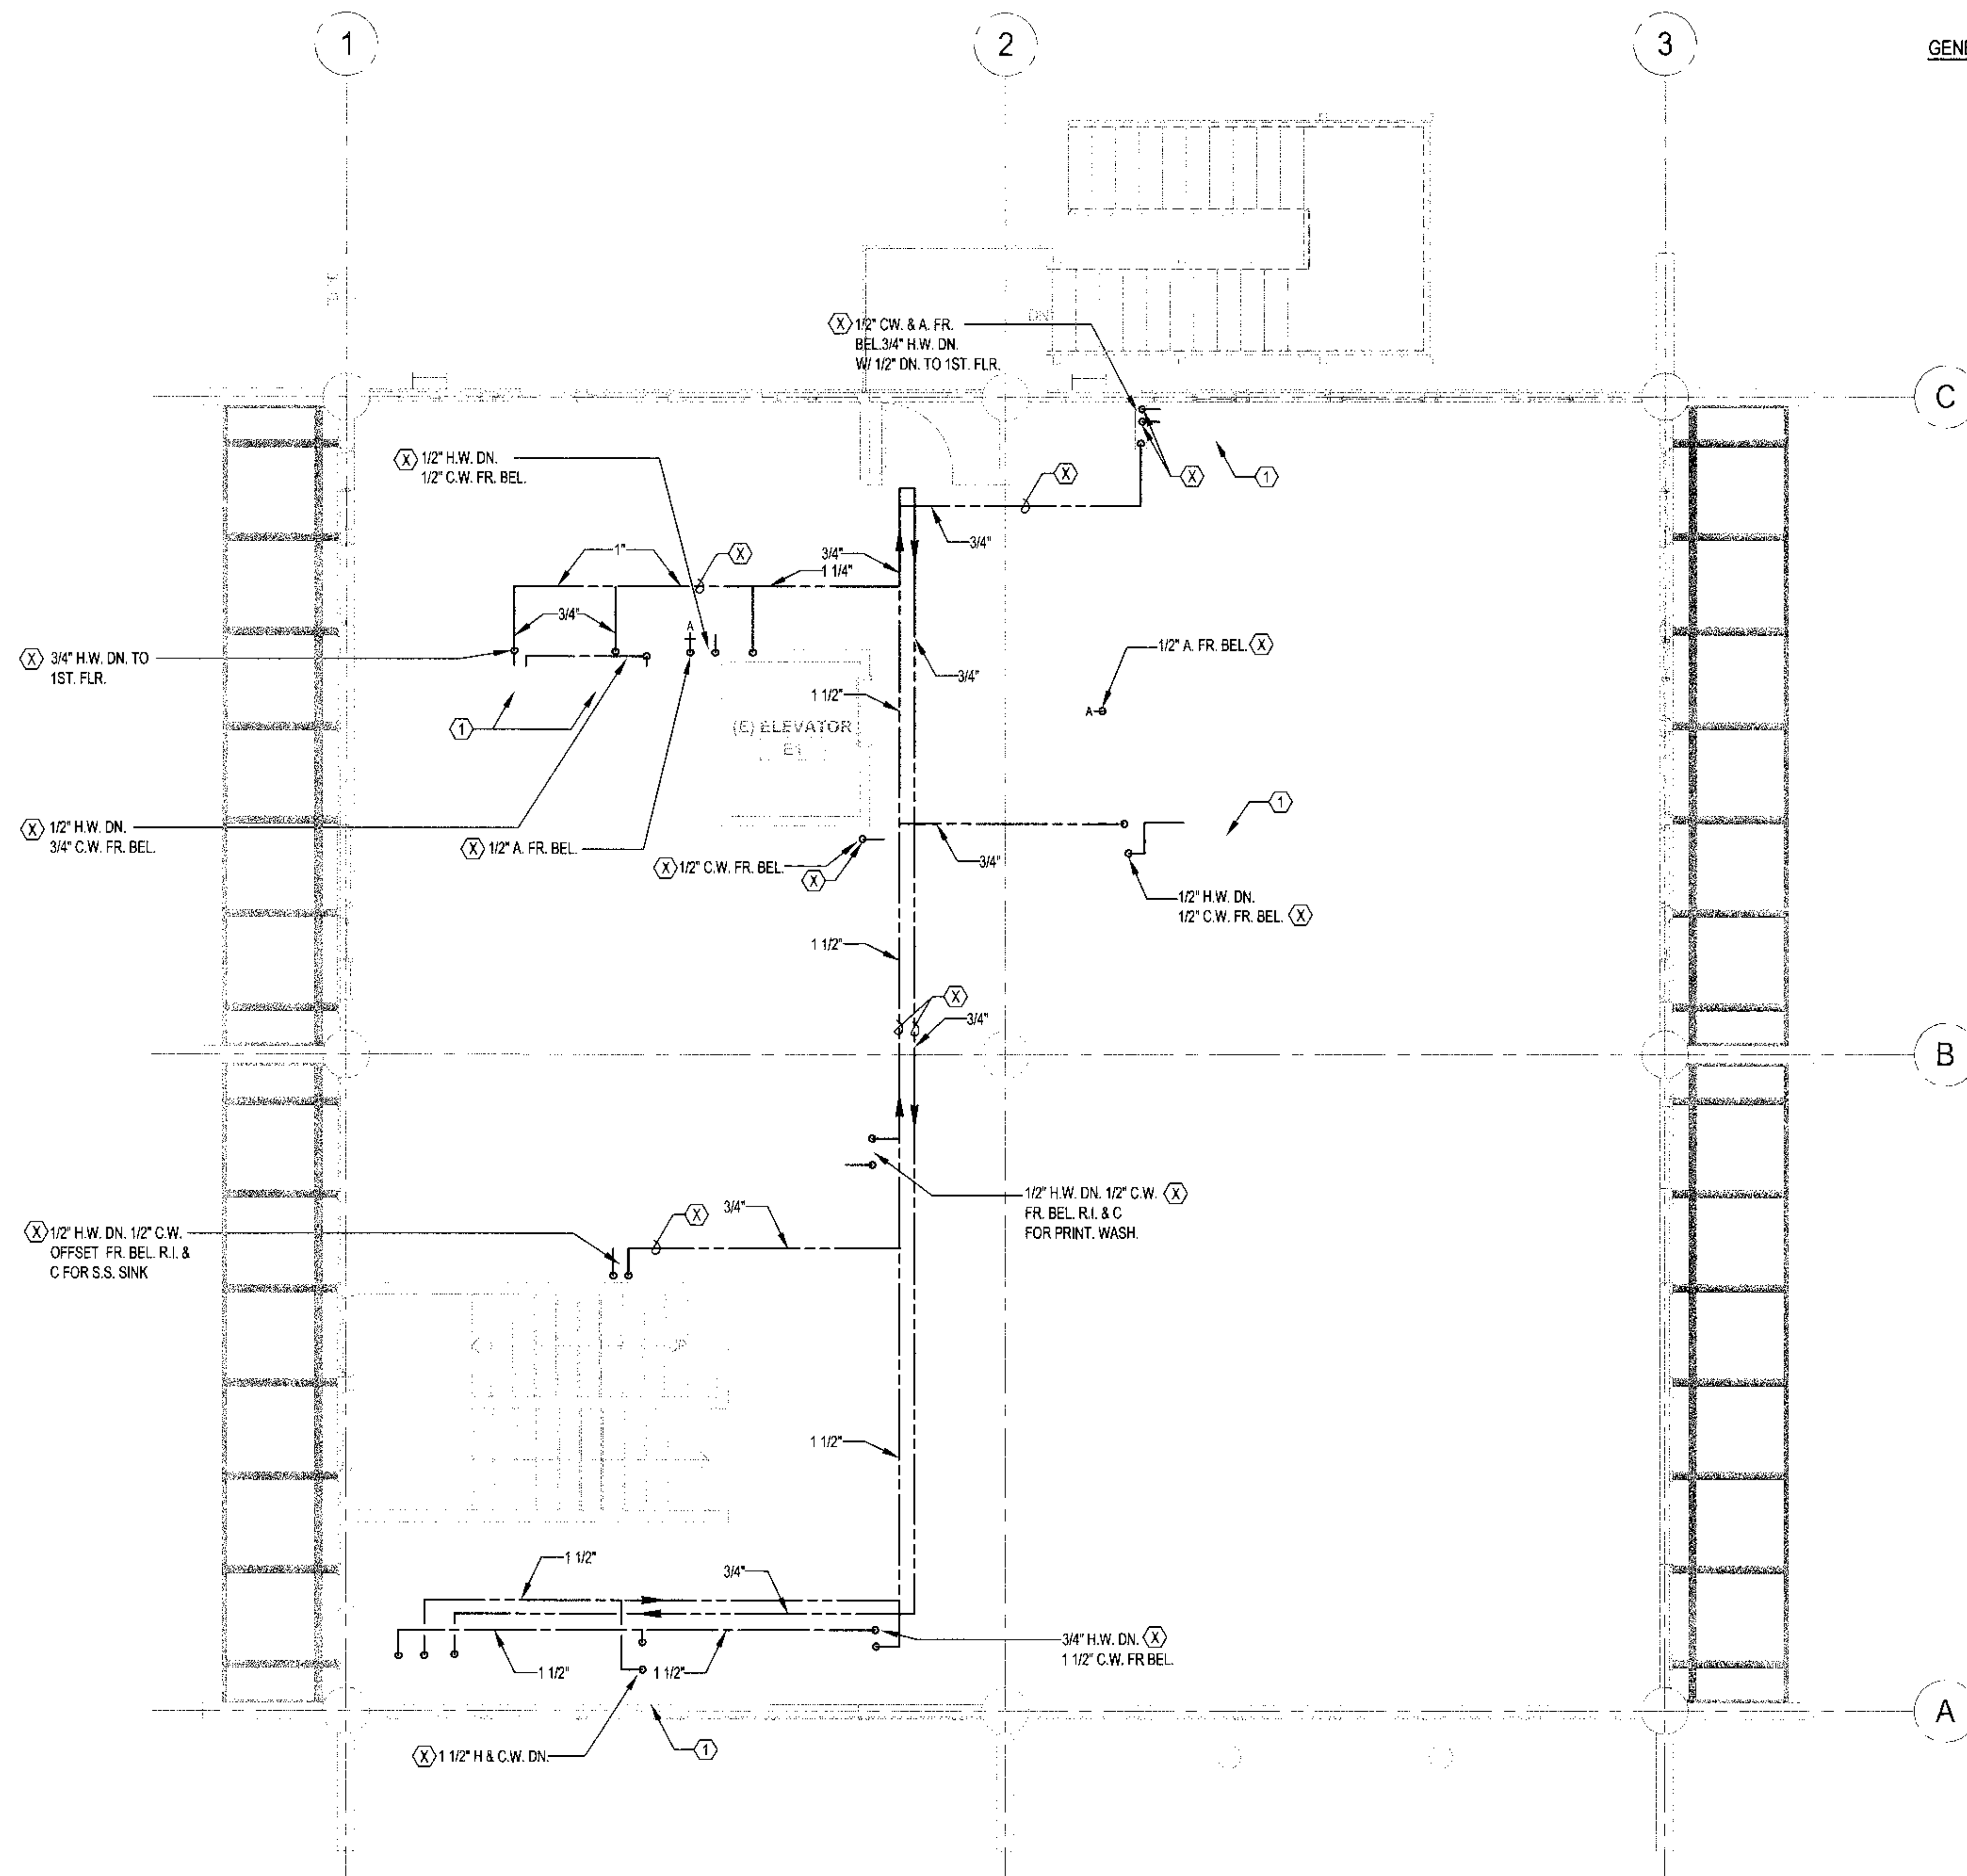 1
2
3
GENE
DN
X 1/2" CW. & A. FR.
BEL.3/4" H.W. DN.
W/ 1/2" DN. TO 1ST. FLR.
C
X 1/2" H.W. DN.
1/2" C.W. FR. BEL.
X
X
1
3/4"
1"
X
3/4"
1 1/4"
3/4"
A
X 3/4" H.W. DN. TO
1ST. FLR.
1/2" A. FR. BEL. X
3/4"
1 1/2"
A
1
(E) ELEVATOR
E1
1
X 1/2" H.W. DN.
3/4" C.W. FR. BEL.
X 1/2" A. FR. BEL.
X 1/2" C.W. FR. BEL.
X
3/4"
1/2" H.W. DN.
1/2" C.W. FR. BEL. X
1 1/2"
X
3/4"
B
1/2" H.W. DN. 1/2" C.W. X
FR. BEL. R.I. & C
FOR PRINT. WASH.
X 1/2" H.W. DN. 1/2" C.W.
OFFSET FR. BEL. R.I. &
C FOR S.S. SINK
X
3/4"
UP
1 1/2"
1 1/2"
3/4"
3/4" H.W. DN. X
1 1/2" C.W. FR BEL.
1 1/2"
1 1/2"
A
X 1 1/2" H & C.W. DN.
1